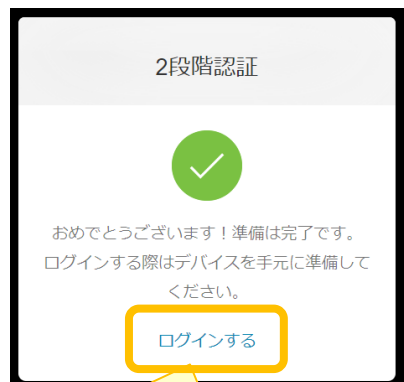 2段階認証
おめでとうございます！準備は完了です。
ログインする際はデバイスを手元に準備して
ください。
ログインする